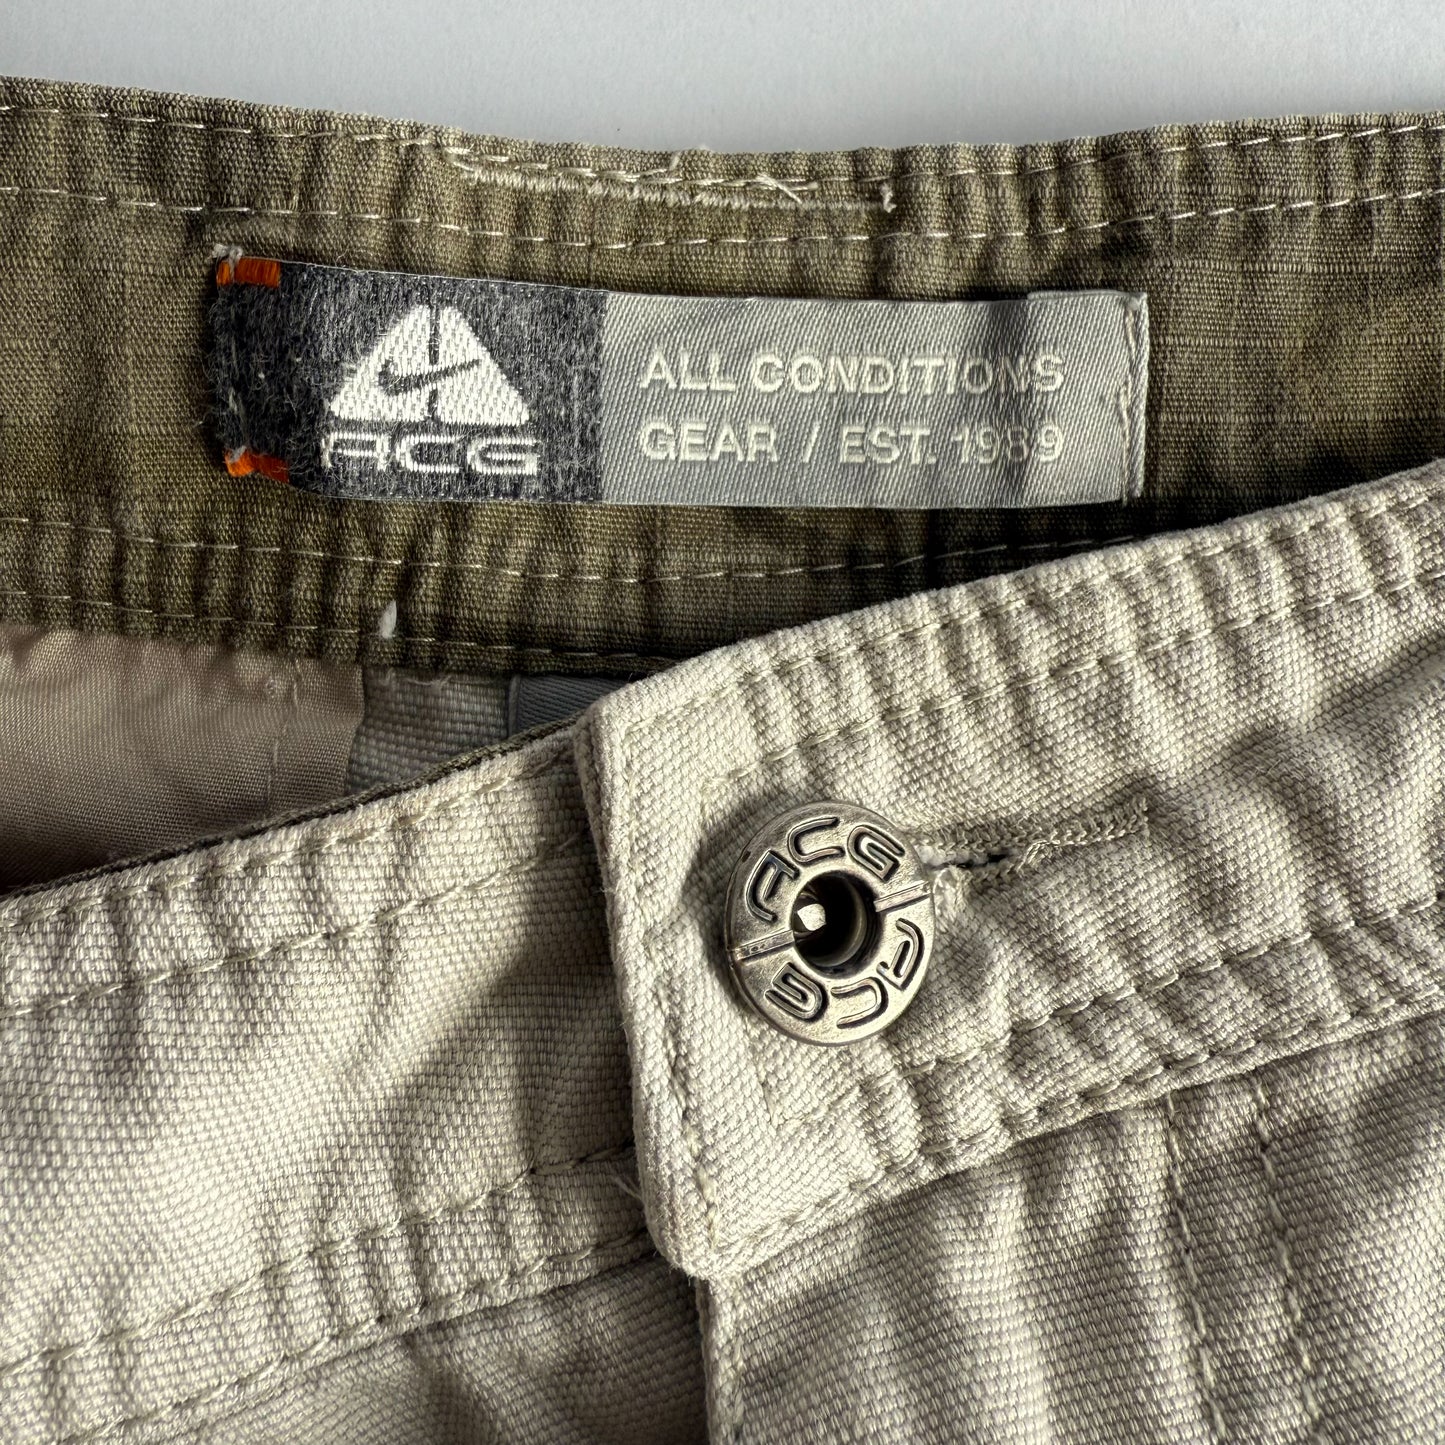 ACG
ALL CONDITIONS
GEAR / EST. 1989
ACG
ACG